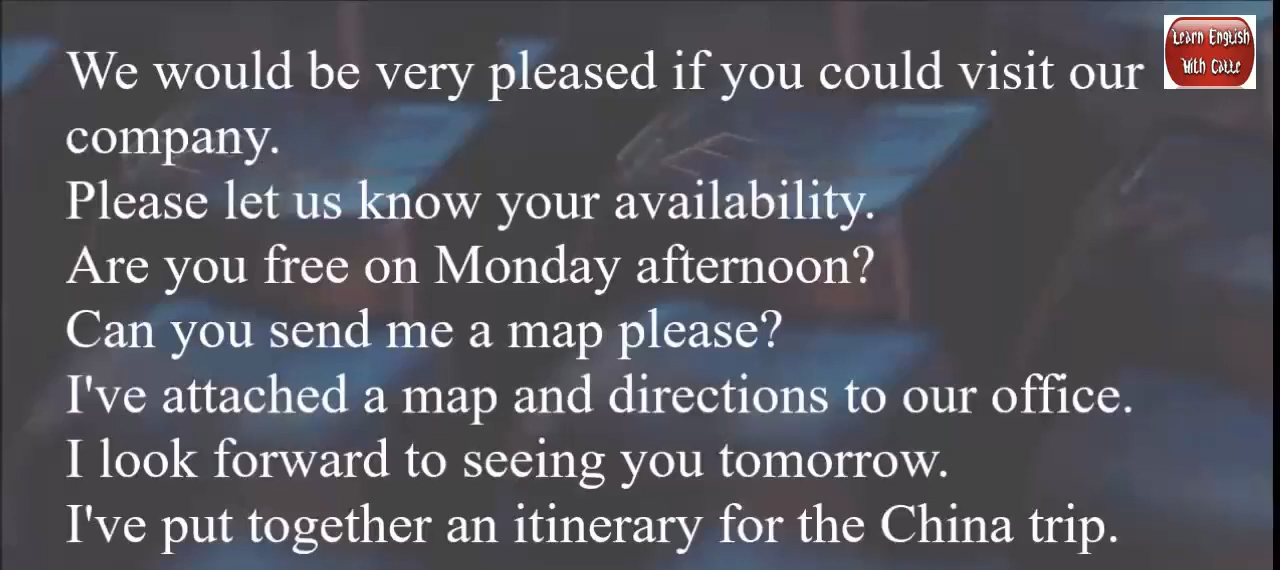 We would be very pleased if you could visit our
company.
Please let us know your availability.
Are you free on Monday afternoon?
Can you send me a map please?
I've attached a map and directions to our office.
I look forward to seeing you tomorrow.
I've put together an itinerary for the China trip.
Learn English
With Catte